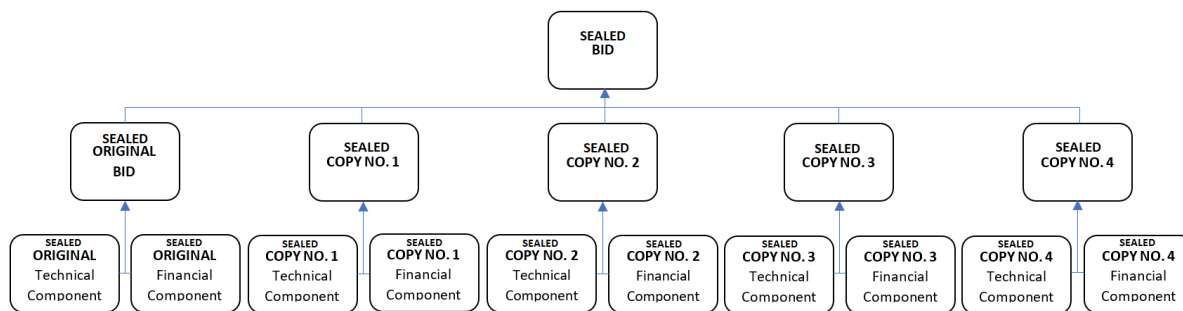 SEALED
BID
SEALED
ORIGINAL
BID
SEALED
COPY NO. 1
SEALED
COPY NO. 2
SEALED
COPY NO. 3
SEALED
COPY NO. 4
SEALED
ORIGINAL
Technical
Component
SEALED
ORIGINAL
Financial
Component
SEALED
COPY NO. 1
Technical
Component
SEALED
COPY NO. 1
Financial
Component
SEALED
COPY NO. 2
Technical
Component
SEALED
COPY NO. 2
Financial
Component
SEALED
COPY NO. 3
Technical
Component
SEALED
COPY NO. 3
Financial
Component
SEALED
COPY NO. 4
Technical
Component
SEALED
COPY NO. 4
Financial
Component